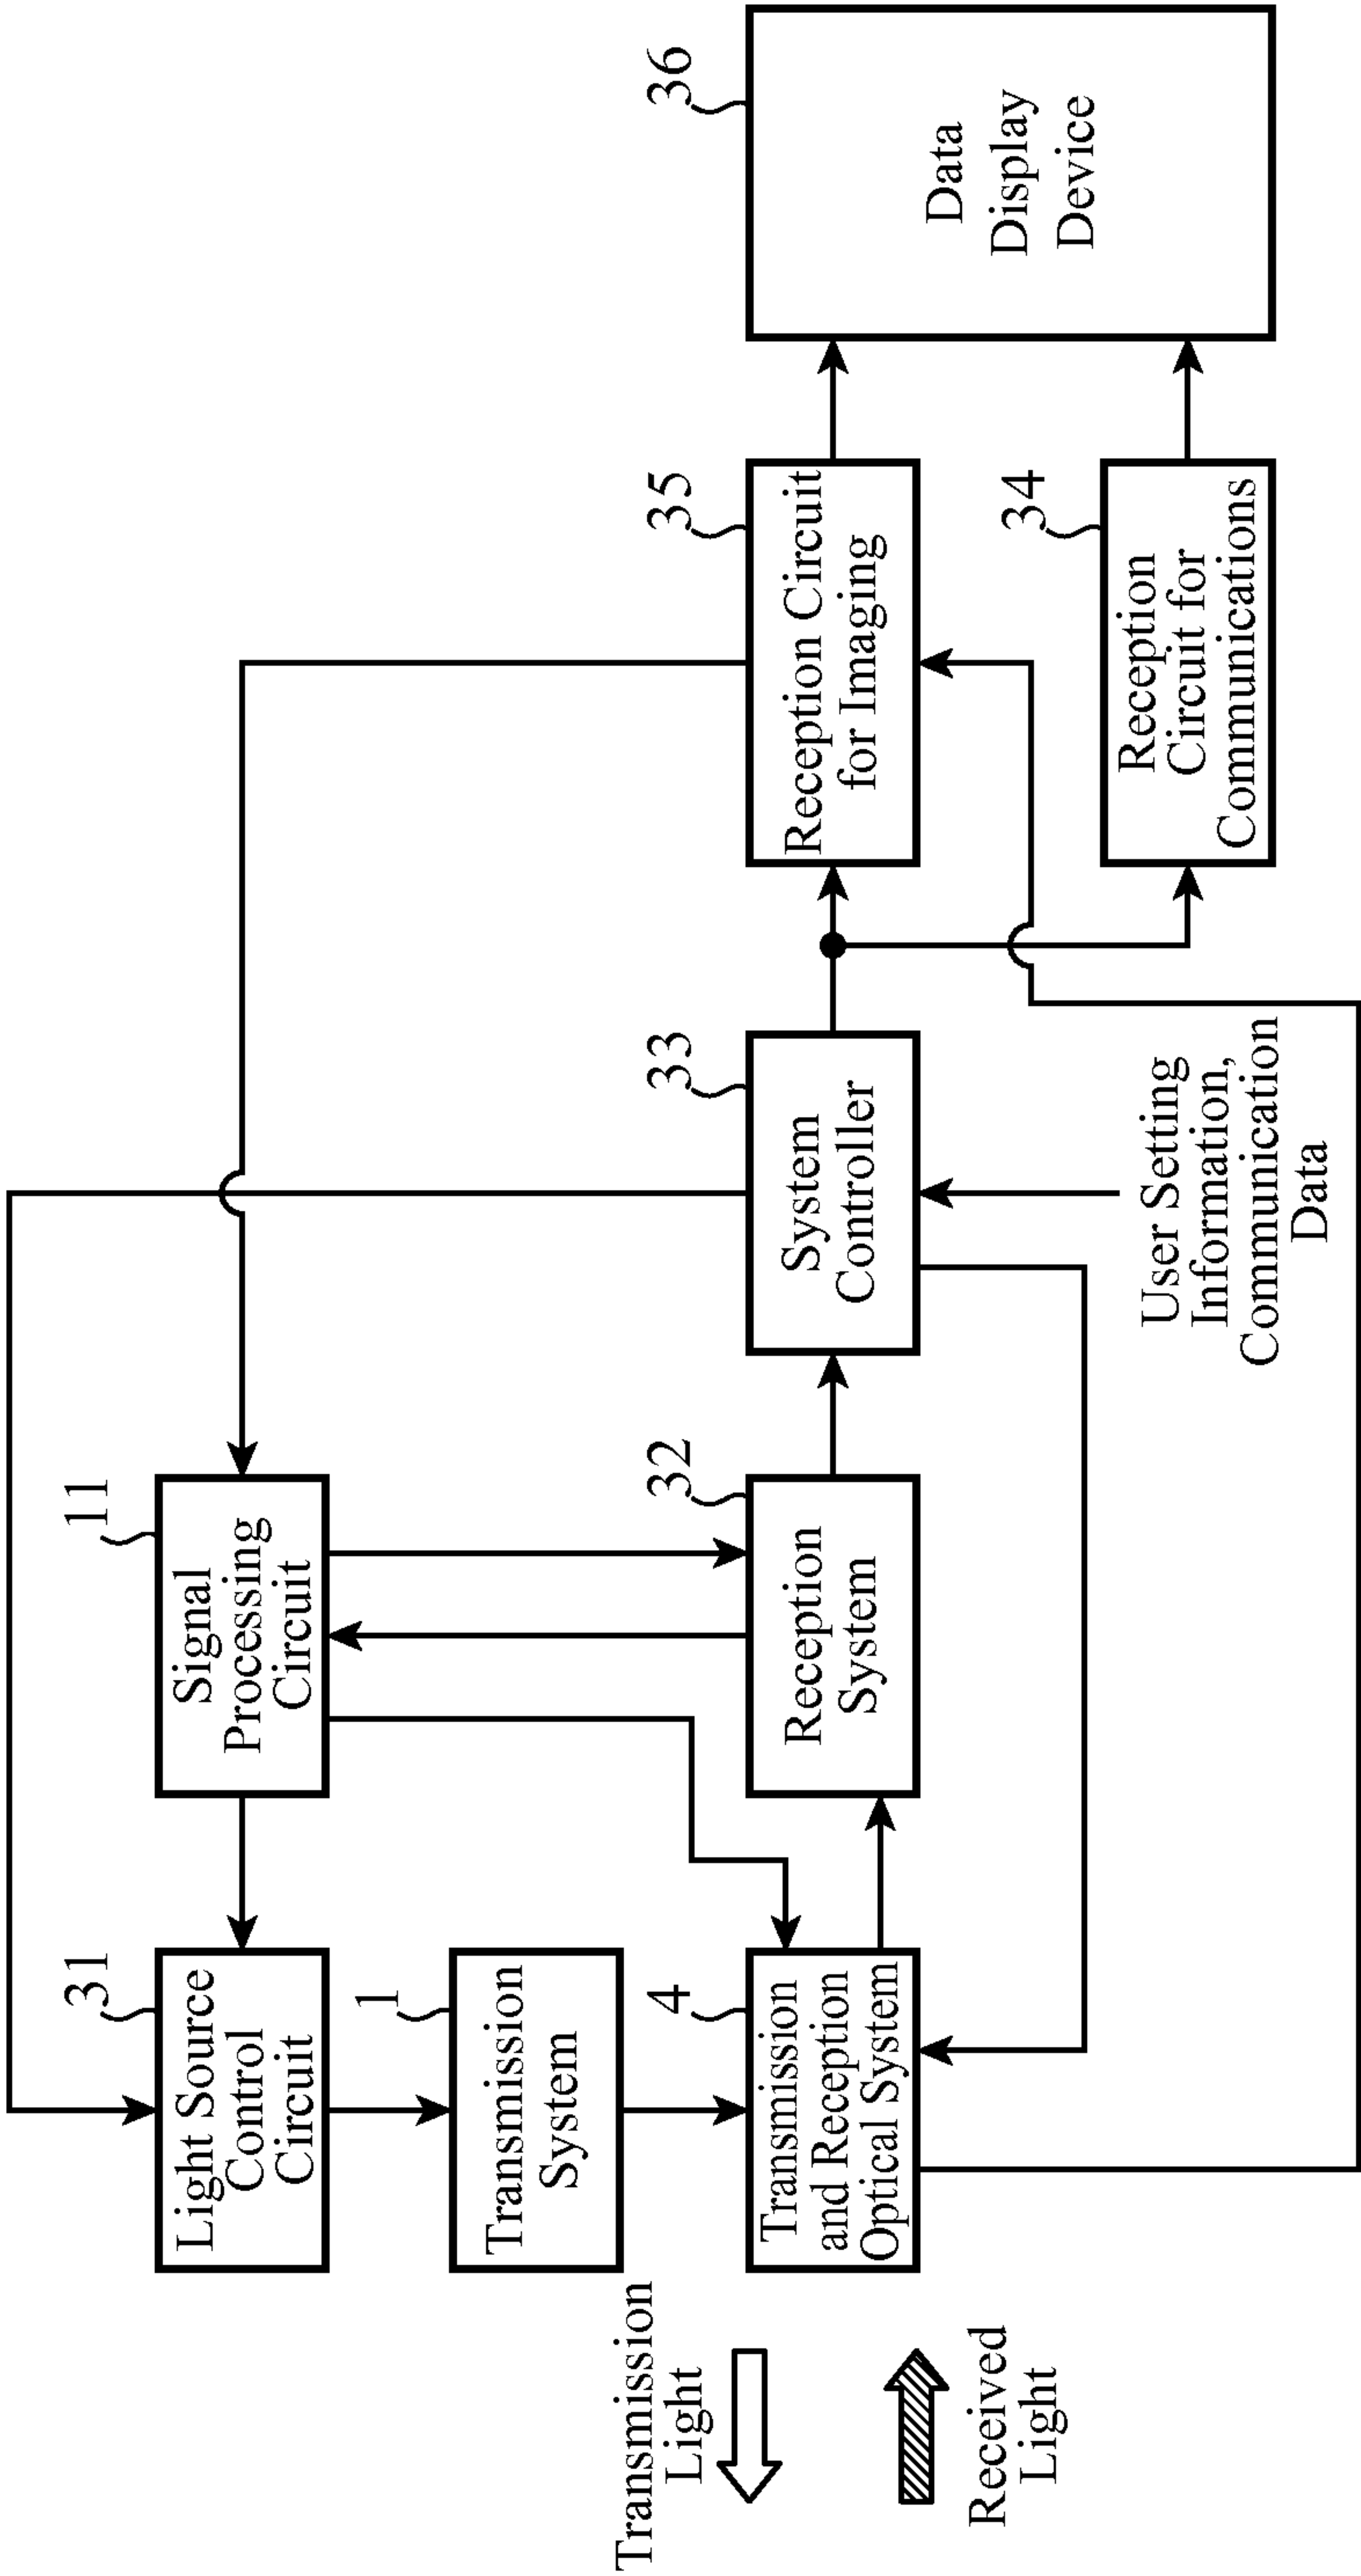 31
Light Source
Control
Circuit
11
Signal
Processing
Circuit
1
Transmission
System
Transmission
Light
4
Transmission
and Reception
Optical System
Received
Light
32
Reception
System
33
System
Controller
User Setting
Information,
Communication
Data
35
Reception Circuit
for Imaging
34
Reception
Circuit for
Communications
36
Data
Display
Device